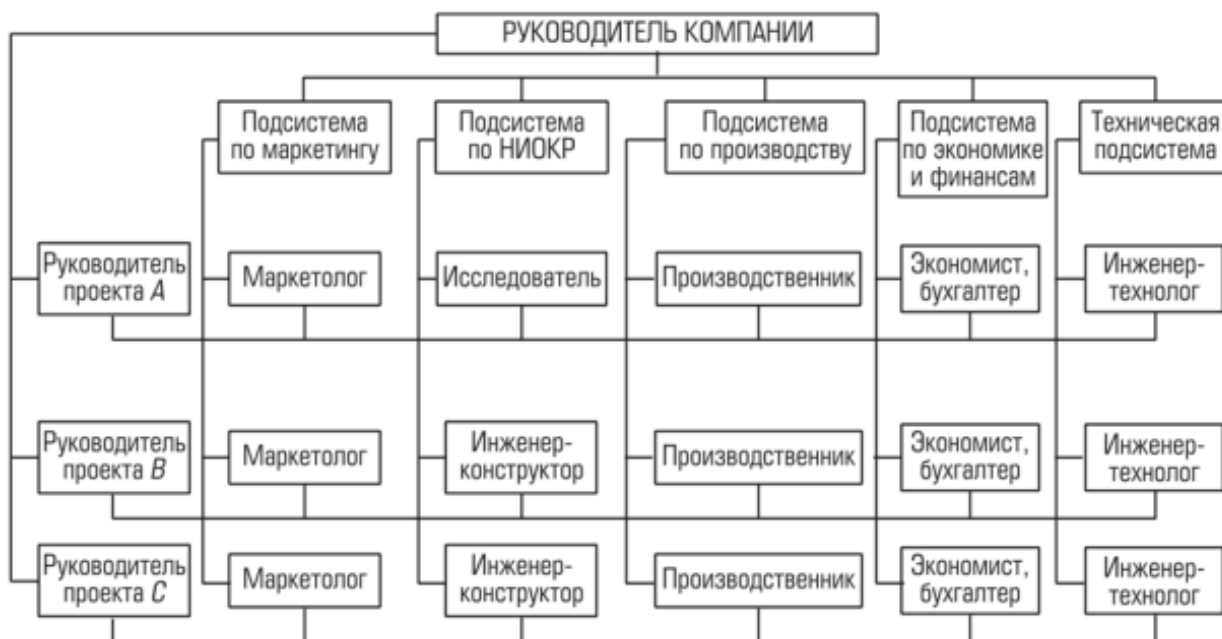 РУКОВОДИТЕЛЬ КОМПАНИИ
Подсистема
по маркетингу
Подсистема
по НИОКР
Подсистема
по производству
Подсистема
по экономике
и финансам
Техническая
подсистема
Руководитель
проекта A
Маркетолог
Исследователь
Производственник
Экономист,
бухгалтер
Инженер-
технолог
Руководитель
проекта B
Маркетолог
Инженер-
конструктор
Производственник
Экономист,
бухгалтер
Инженер-
технолог
Руководитель
проекта C
Маркетолог
Инженер-
конструктор
Производственник
Экономист,
бухгалтер
Инженер-
технолог